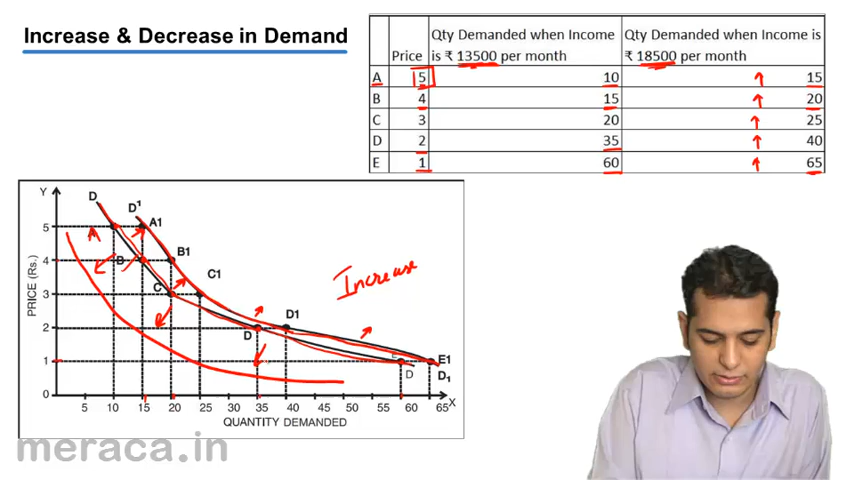 Increase & Decrease in Demand
Price
Qty Demanded when Income is ₹ 13500 per month
Qty Demanded when Income is ₹ 18500 per month
A 5 10 15
B 4 15 20
C 3 20 25
D 2 35 40
E 1 60 65
Y
D
D¹
5
A
A1
4
B
B1
3
C
C1
2
D
D1
1
E
E1
D
D₁
0
5 10 15 20 25 30 35 40 45 50 55 60 65 X
PRICE (Rs.)
QUANTITY DEMANDED
Increase
meraca.in